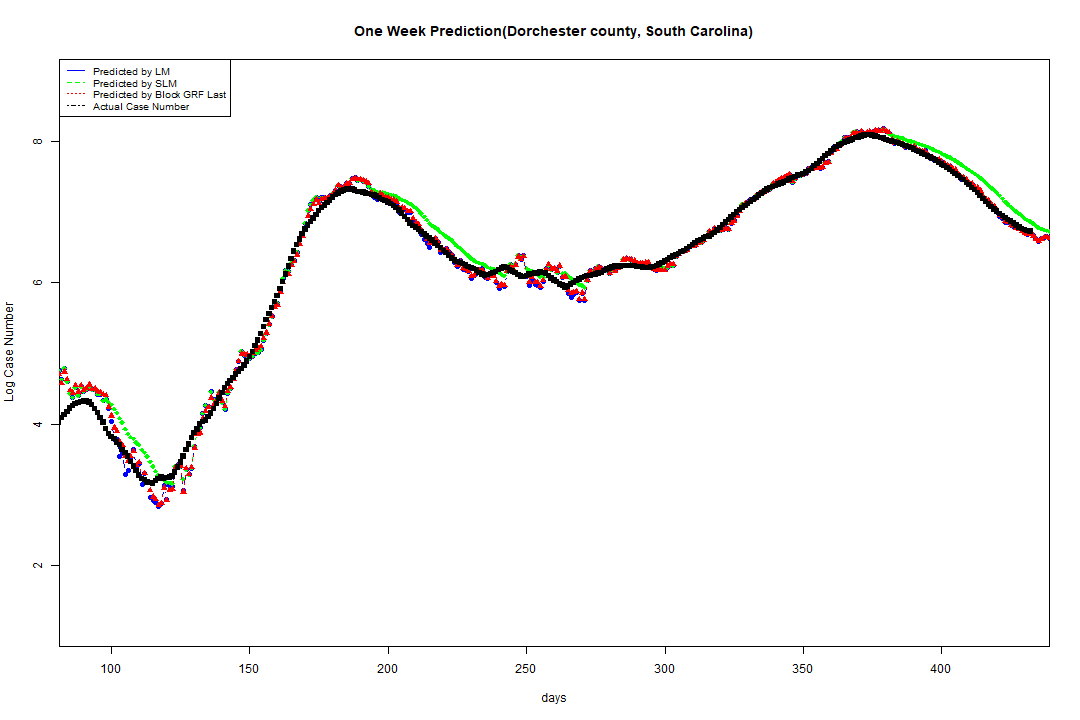 One Week Prediction(Dorchester county, South Carolina)
Predicted by LM
Predicted by SLM
Predicted by Block GRF Last
Actual Case Number
8
6
4
2
Log Case Number
100 150 200 250 300 350 400
days